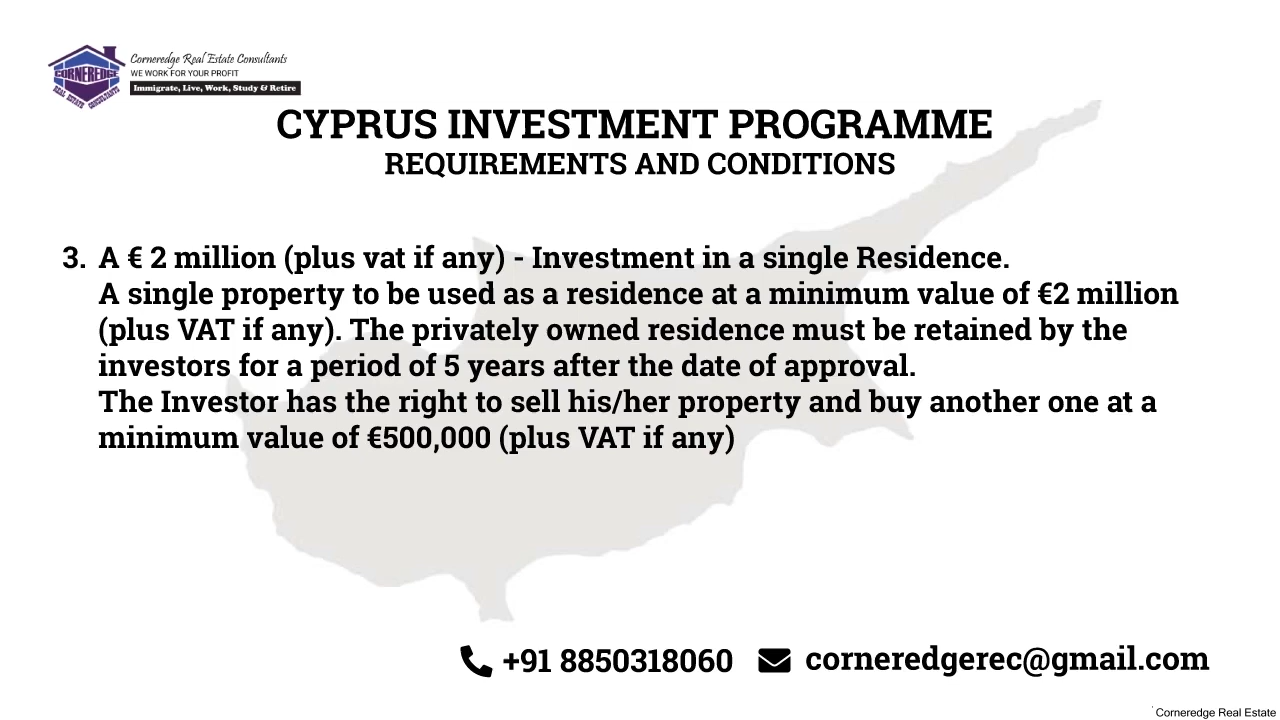 CORNEREDGE
REAL ESTATE CONSULTANTS
Corneredge Real Estate Consultants
WE WORK FOR YOUR PROFIT
Immigrate, Live, Work, Study & Retire
CYPRUS INVESTMENT PROGRAMME
REQUIREMENTS AND CONDITIONS
3. A € 2 million (plus vat if any) - Investment in a single Residence.
A single property to be used as a residence at a minimum value of €2 million
(plus VAT if any). The privately owned residence must be retained by the
investors for a period of 5 years after the date of approval.
The Investor has the right to sell his/her property and buy another one at a
minimum value of €500,000 (plus VAT if any)
+91 8850318060 corneredgerec@gmail.com
Corneredge Real Estate